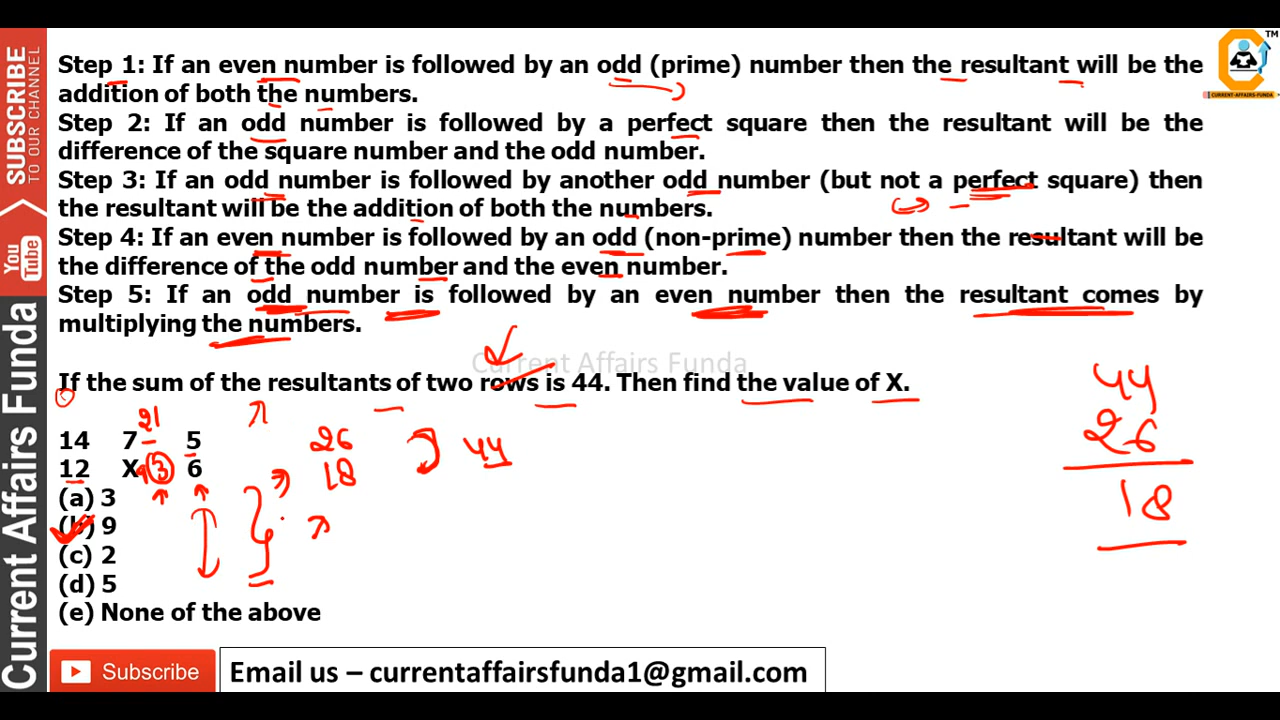 SUBSCRIBE
TO OUR CHANNEL
You
Tube
Current Affairs Funda
TM
CURRENT-AFFAIRS-FUNDA
Step 1: If an even number is followed by an odd (prime) number then the resultant will be the
addition of both the numbers.
Step 2: If an odd number is followed by a perfect square then the resultant will be the
difference of the square number and the odd number.
Step 3: If an odd number is followed by another odd number (but not a perfect square) then
the resultant will be the addition of both the numbers.
Step 4: If an even number is followed by an odd (non-prime) number then the resultant will be
the difference of the odd number and the even number.
Step 5: If an odd number is followed by an even number then the resultant comes by
multiplying the numbers.
Current Affairs Funda
If the sum of the resultants of two rows is 44. Then find the value of X.
21
14 7 5 26
44
12 X 3 6 18
(a) 3
(b) 9
(c) 2
(d) 5
(e) None of the above
44
26
18
Subscribe
Email us – currentaffairsfunda1@gmail.com